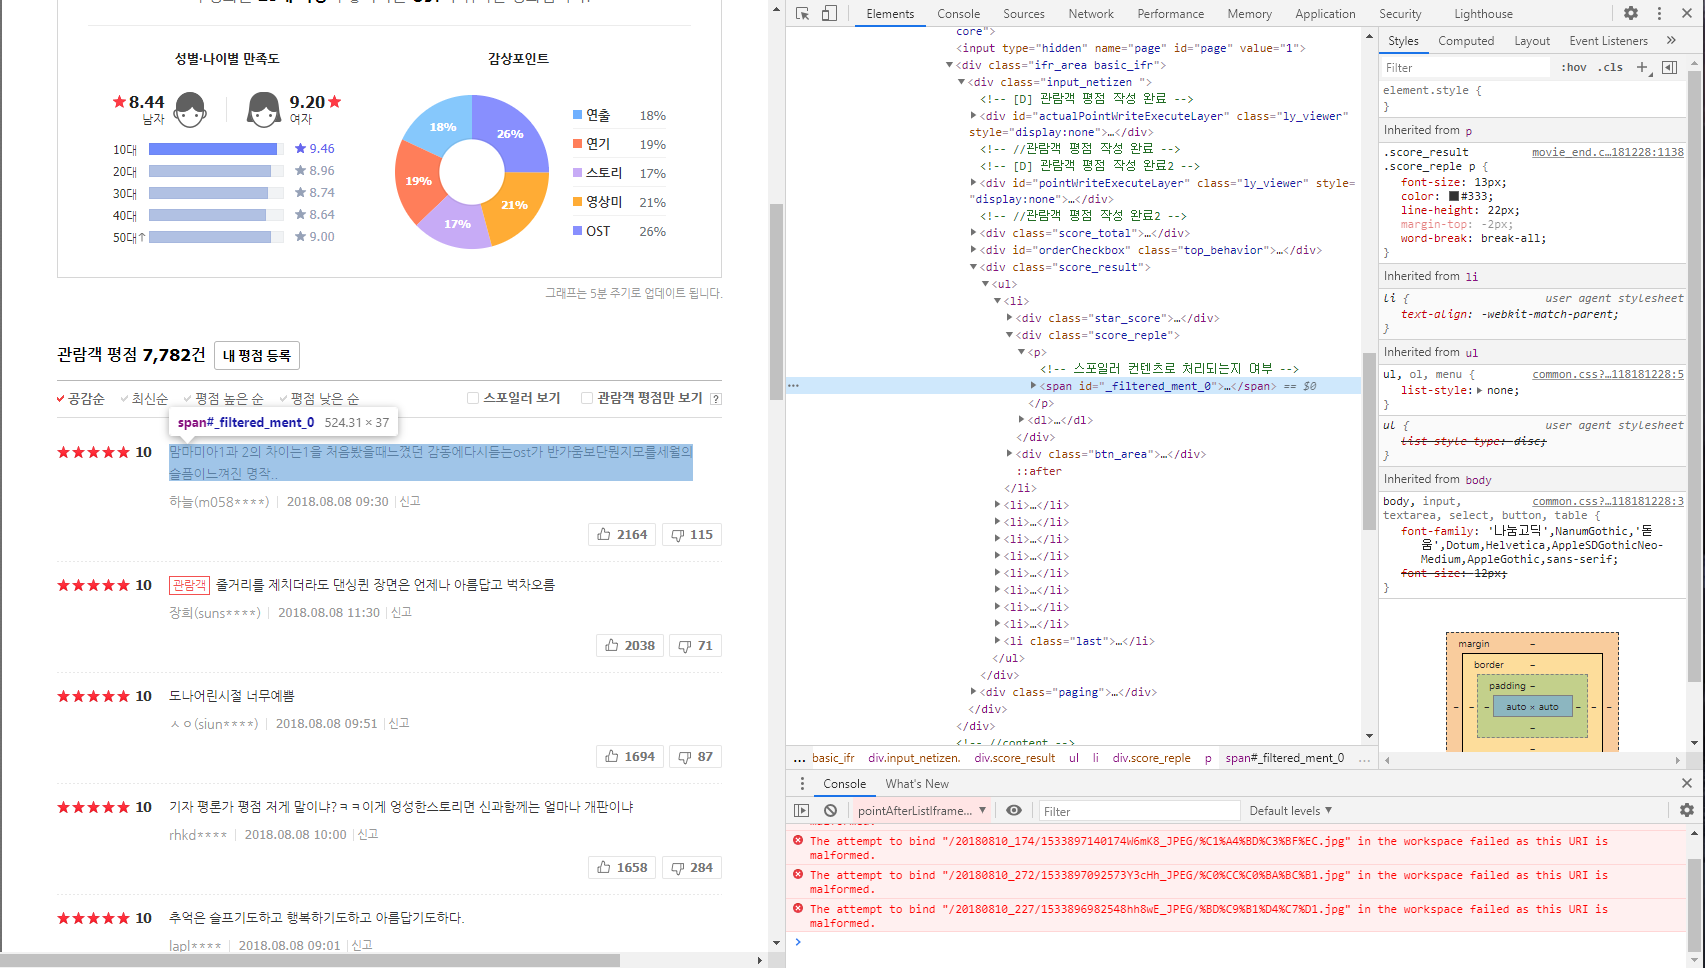 성별·나이별 만족도
감상포인트
8.44
남자
9.20
여자
10대 9.46
20대 8.96
30대 8.74
40대 8.64
50대↑ 9.00
18%
26%
19%
21%
17%
연출 18%
연기 19%
스토리 17%
영상미 21%
OST 26%
그래프는 5분 주기로 업데이트 됩니다.
관람객 평점 7,782건
내 평점 등록
공감순 최신순 평점 높은 순 평점 낮은 순 스포일러 보기 관람객 평점만 보기 ?
span#_filtered_ment_0 524.31 × 37
10 맘마미아1과 2의 차이는1을 처음봤을때느꼈던 감동에다시듣는ost가 반가움보단뭔지모를세월의
슬픔이느껴진 명작..
하늘(m058****) 2018.08.08 09:30 신고
2164 115
10 관람객 줄거리를 제치더라도 댄싱퀸 장면은 언제나 아름답고 벅차오름
장희(suns****) 2018.08.08 11:30 신고
2038 71
10 도나어린시절 너무예쁨
ㅅㅇ(siun****) 2018.08.08 09:51 신고
1694 87
10 기자 평론가 평점 저게 말이냐?ㅋㅋ이게 엉성한스토리면 신과함께는 얼마나 개판이냐
rhkd**** 2018.08.08 10:00 신고
1658 284
10 추억은 슬프기도하고 행복하기도하고 아름답기도하다.
lapl**** 2018.08.08 09:01 신고
Elements Console Sources Network Performance Memory Application Security Lighthouse
core">
<input type="hidden" name="page" id="page" value="1">
<div class="ifr_area basic_ifr">
<div class="input_netizen ">
<!-- [D] 관람객 평점 작성 완료 -->
<div id="actualPointWriteExecuteLayer" class="ly_viewer"
style="display:none">…</div>
<!-- //관람객 평점 작성 완료 -->
<!-- [D] 관람객 평점 작성 완료2 -->
<div id="pointWriteExecuteLayer" class="ly_viewer" style=
"display:none">…</div>
<!-- //관람객 평점 작성 완료2 -->
<div class="score_total">…</div>
<div id="orderCheckbox" class="top_behavior">…</div>
<div class="score_result">
<ul>
<li>
<div class="star_score">…</div>
<div class="score_reple">
<p>
<!-- 스포일러 컨텐츠로 처리되는지 여부 -->
<span id="_filtered_ment_0">…</span> == $0
</p>
<dl>…</dl>
</div>
<div class="btn_area">…</div>
::after
</li>
<li>…</li>
<li>…</li>
<li>…</li>
<li>…</li>
<li>…</li>
<li>…</li>
<li>…</li>
<li>…</li>
<li class="last">…</li>
</ul>
</div>
<div class="paging">…</div>
</div>
</div>
<!-- //content -->
... basic_ifr div.input_netizen. div.score_result ul li div.score_reple p span#_filtered_ment_0 ...
Styles Computed Layout Event Listeners »
Filter :hov .cls +
element.style {
}
Inherited from p
.score_result movie_end.c…181228:1138
.score_reple p {
font-size: 13px;
color: #333;
line-height: 22px;
margin-top: -2px;
word-break: break-all;
}
Inherited from li
li { user agent stylesheet
text-align: -webkit-match-parent;
}
Inherited from ul
ul, ol, menu { common.css?…118181228:5
list-style: none;
}
ul { user agent stylesheet
list-style-type: disc;
}
Inherited from body
body, input, common.css?…118181228:3
textarea, select, button, table {
font-family: '나눔고딕',NanumGothic,'돋
움',Dotum,Helvetica,AppleSDGothicNeo-
Medium,AppleGothic,sans-serif;
font-size: 12px;
}
margin –
border –
padding –
– – – auto × auto – – –
–
–
Console What's New
pointAfterListIframe… ▼ Filter Default levels ▼
malformed.
The attempt to bind "/20180810_174/1533897140174W6mK8_JPEG/%C1%A4%BD%C3%BF%EC.jpg" in the workspace failed as this URI is
malformed.
The attempt to bind "/20180810_272/1533897092573Y3cHh_JPEG/%C0%CC%C0%BA%BC%B1.jpg" in the workspace failed as this URI is
malformed.
The attempt to bind "/20180810_227/1533896982548hh8wE_JPEG/%BD%C9%B1%D4%C7%D1.jpg" in the workspace failed as this URI is
malformed.